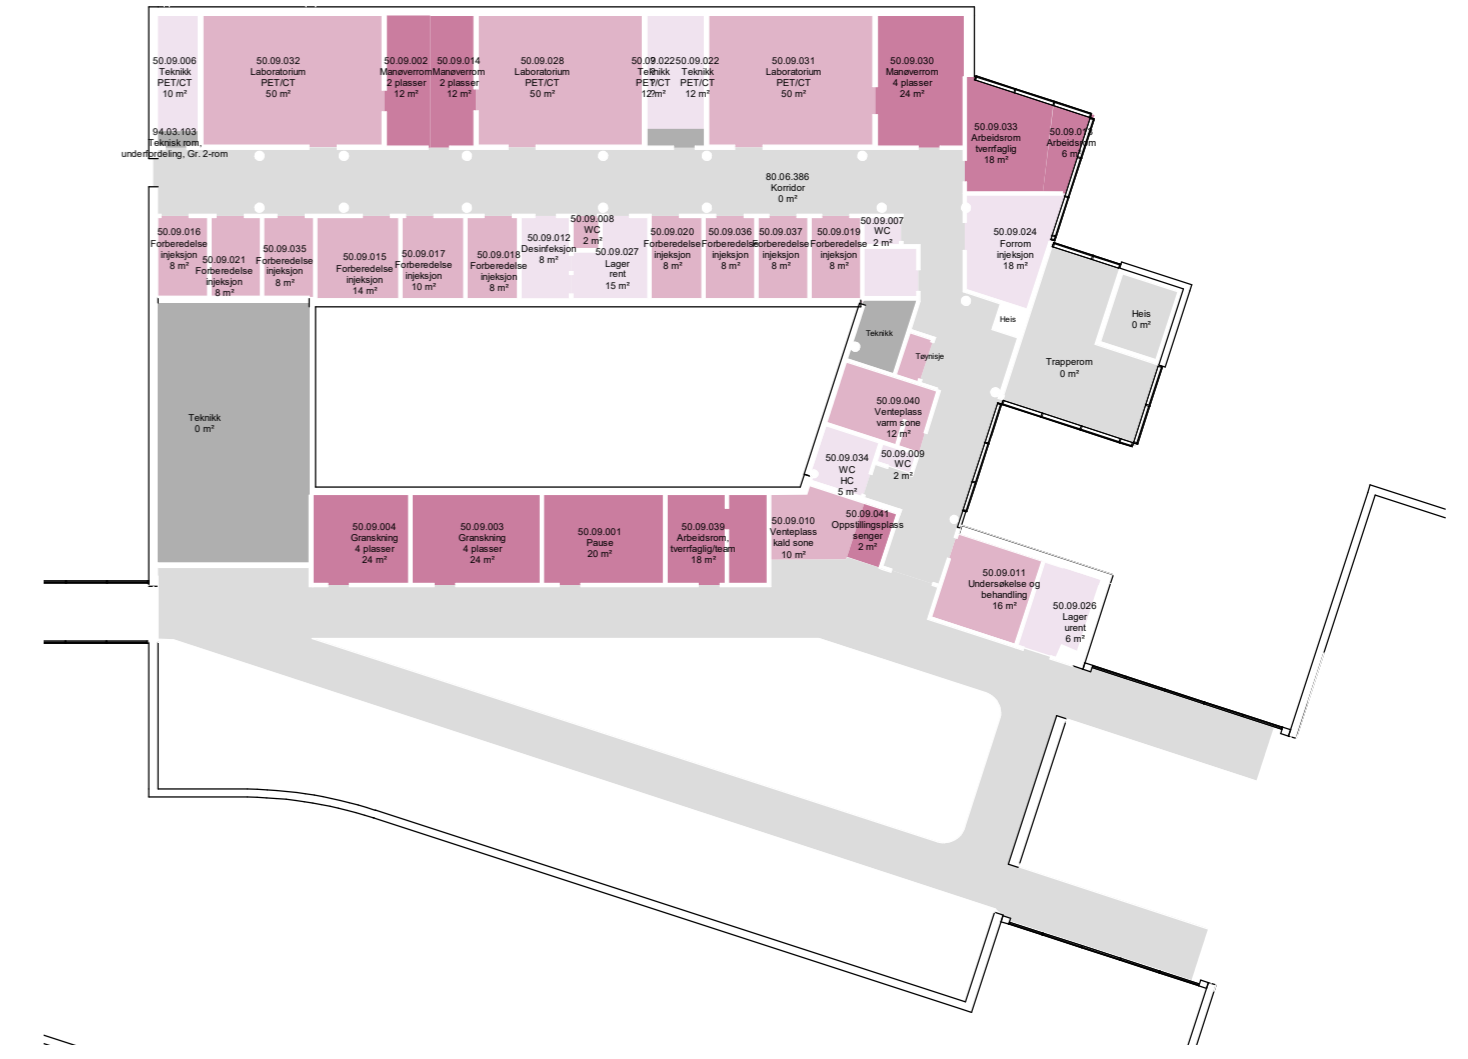 50.09.006
Teknikk
PET/CT
10 m²
50.09.032
Laboratorium
PET/CT
50 m²
50.09.002
Manøverrom
2 plasser
12 m²
50.09.014
Manøverrom
2 plasser
12 m²
50.09.028
Laboratorium
PET/CT
50 m²
50.09.022
Teknikk
PET/CT
12 m²
50.09.031
Laboratorium
PET/CT
50 m²
50.09.030
Manøverrom
4 plasser
24 m²
94.03.103
Teknisk rom,
underfordeling, Gr. 2-rom
50.09.033
Arbeidsrom
tverrfaglig
18 m²
Arbeidsrom
6 m²
80.06.386
Korridor
0 m²
50.09.016
Forberedelse
injeksjon
8 m²
50.09.021
Forberedelse
injeksjon
8 m²
50.09.035
Forberedelse
injeksjon
8 m²
50.09.015
Forberedelse
injeksjon
14 m²
50.09.017
Forberedelse
injeksjon
10 m²
50.09.018
Forberedelse
injeksjon
8 m²
50.09.012
Desinfeksjon
8 m²
50.09.008
WC
2 m²
50.09.027
Lager
rent
15 m²
50.09.020
Forberedelse
injeksjon
8 m²
50.09.036
Forberedelse
injeksjon
8 m²
50.09.037
Forberedelse
injeksjon
8 m²
50.09.019
Forberedelse
injeksjon
8 m²
50.09.007
WC
2 m²
50.09.024
Forrom
injeksjon
18 m²
Heis
Heis
0 m²
Trapperom
0 m²
Teknikk
Tøynisje
50.09.040
Venteplass
varm sone
12 m²
Teknikk
0 m²
50.09.034
WC
HC
5 m²
50.09.009
WC
2 m²
50.09.004
Granskning
4 plasser
24 m²
50.09.003
Granskning
4 plasser
24 m²
50.09.001
Pause
20 m²
50.09.039
Arbeidsrom,
tverrfaglig/team
18 m²
50.09.010
Venteplass
kald sone
10 m²
50.09.041
Oppstillingsplass
senger
2 m²
50.09.011
Undersøkelse og
behandling
16 m²
50.09.026
Lager
urent
6 m²